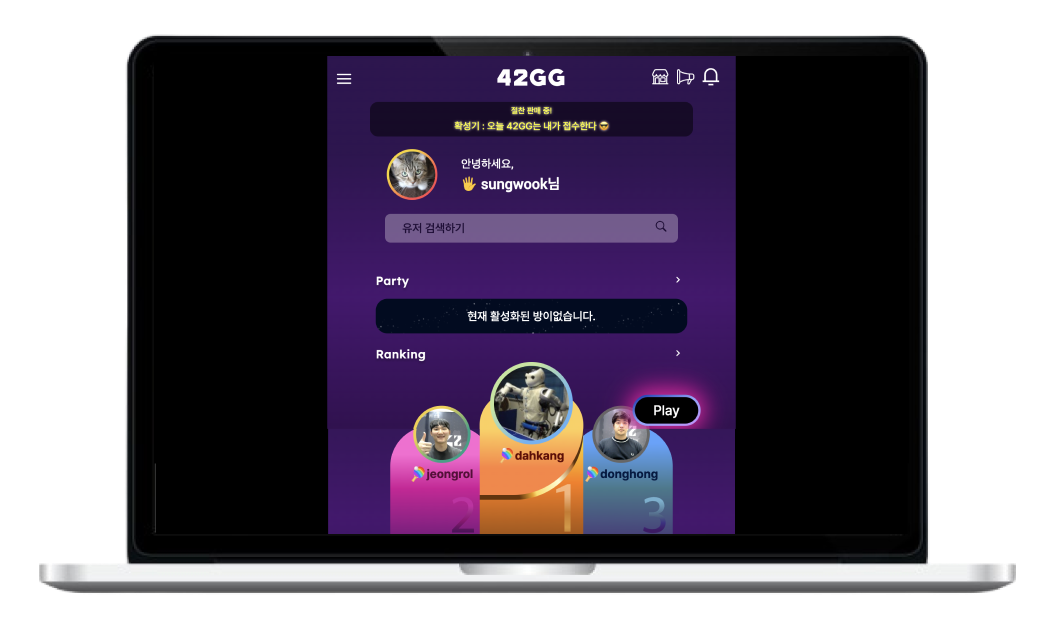 42GG
절찬 판매 중!
확성기 : 오늘 42GG는 내가 접수한다 😎
안녕하세요,
🖐 sungwook님
유저 검색하기
Party
현재 활성화된 방이없습니다.
Ranking
Play
dahkang
jeongrol
donghong
2
1
3